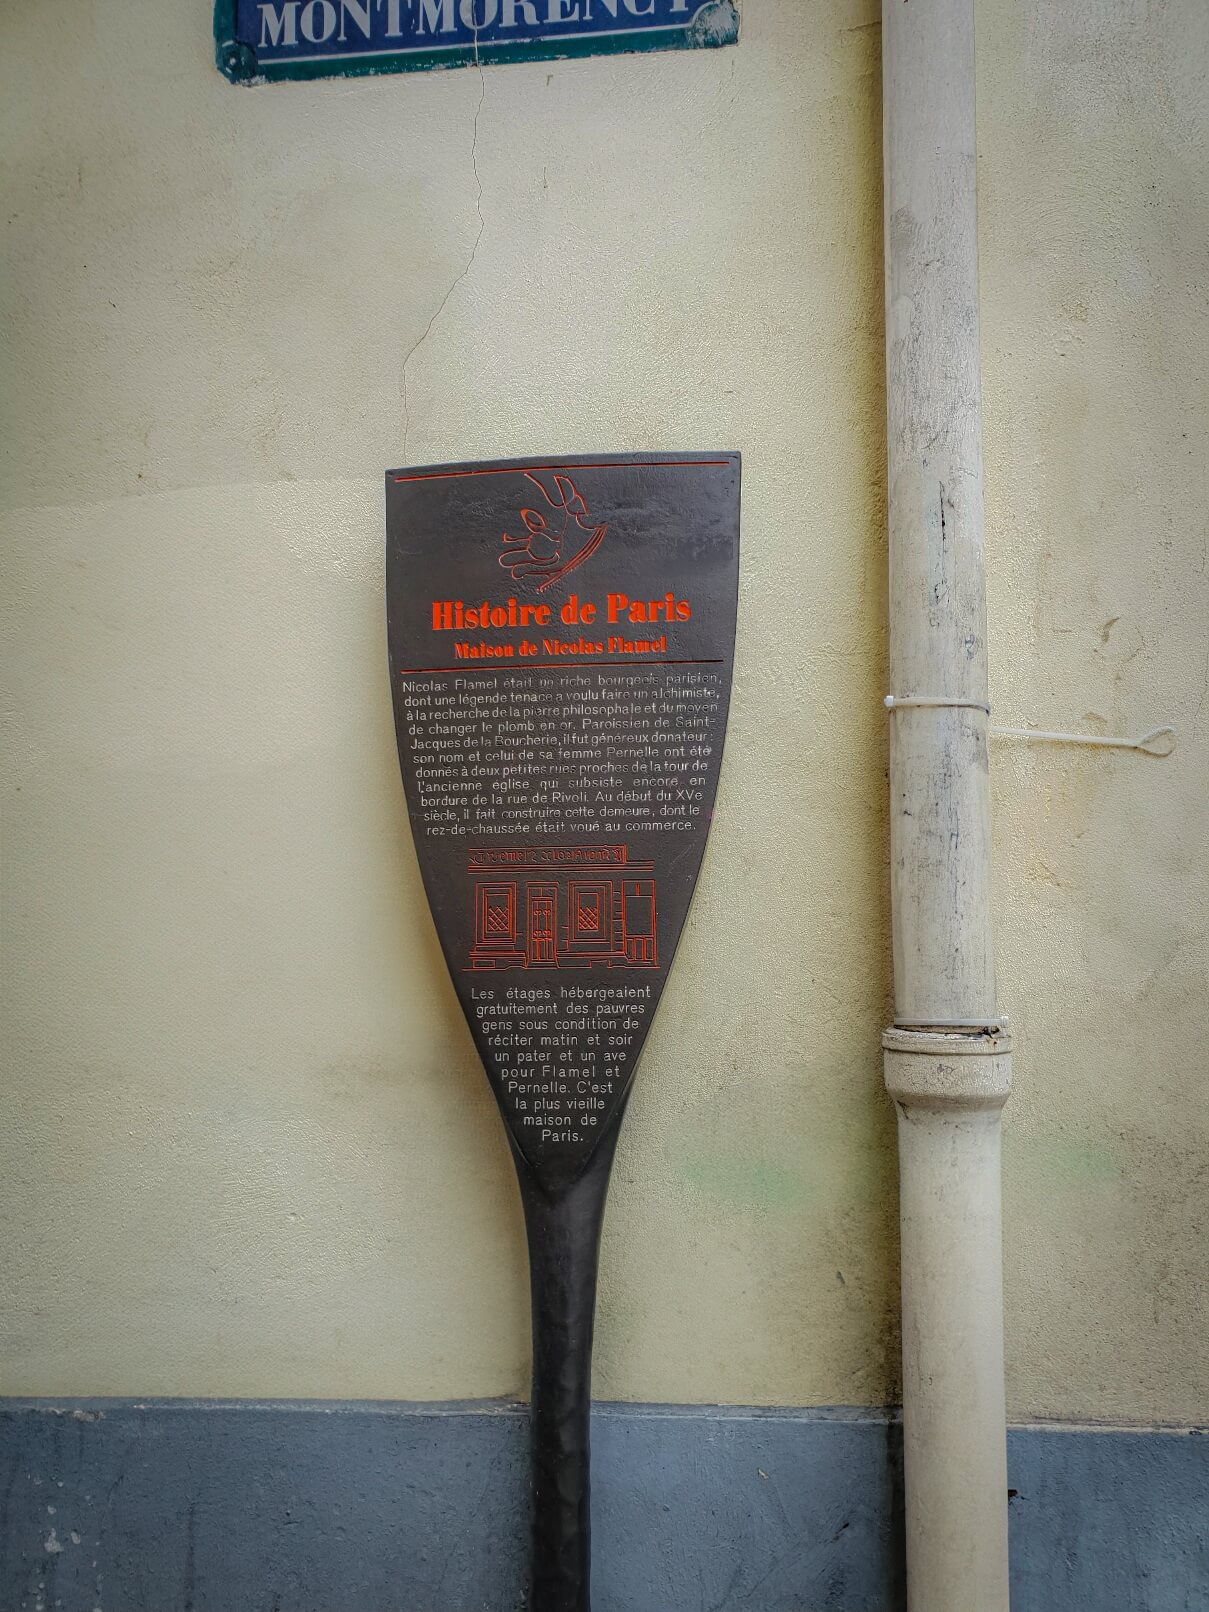 MONTMORENCY
Histoire de Paris
Maison de Nicolas Flamel
Nicolas Flamel était un riche bourgeois parisien,
dont une légende tenace a voulu faire un alchimiste,
à la recherche de la pierre philosophale et du moyen
de changer le plomb en or. Paroissien de Saint-
Jacques de la Boucherie, il fut généreux donateur :
son nom et celui de sa femme Pernelle ont été
donnés à deux petites rues proches de la tour de
l'ancienne église qui subsiste encore en
bordure de la rue de Rivoli. Au début du XVe
siècle, il fait construire cette demeure, dont le
rez-de-chaussée était voué au commerce.
Les étages hébergeaient
gratuitement des pauvres
gens sous condition de
réciter matin et soir
un pater et un ave
pour Flamel et
Pernelle. C'est
la plus vieille
maison de
Paris.